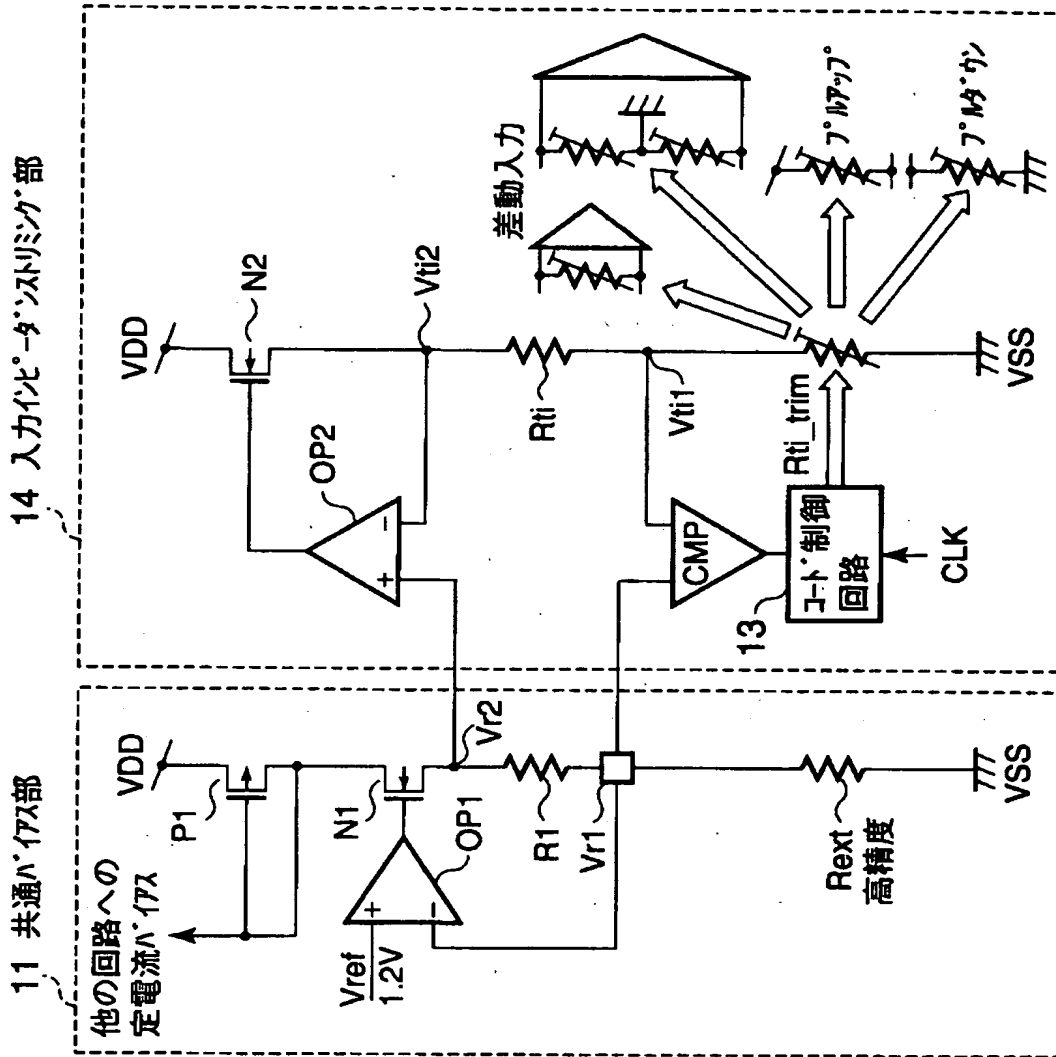 11 共通バイアス部
他の回路への
定電流バイアス
VDD
P1
N1
OP1
+
-
Vref
1.2V
Vr2
R1
Vr1
Rext
高精度
VSS
14 入力インピーダンストリミング部
VDD
N2
OP2
+
-
Vti2
Rti
Vti1
CMP
13
コード制御
回路
CLK
Rti_trim
VSS
差動入力
プルアップ
プルダウン